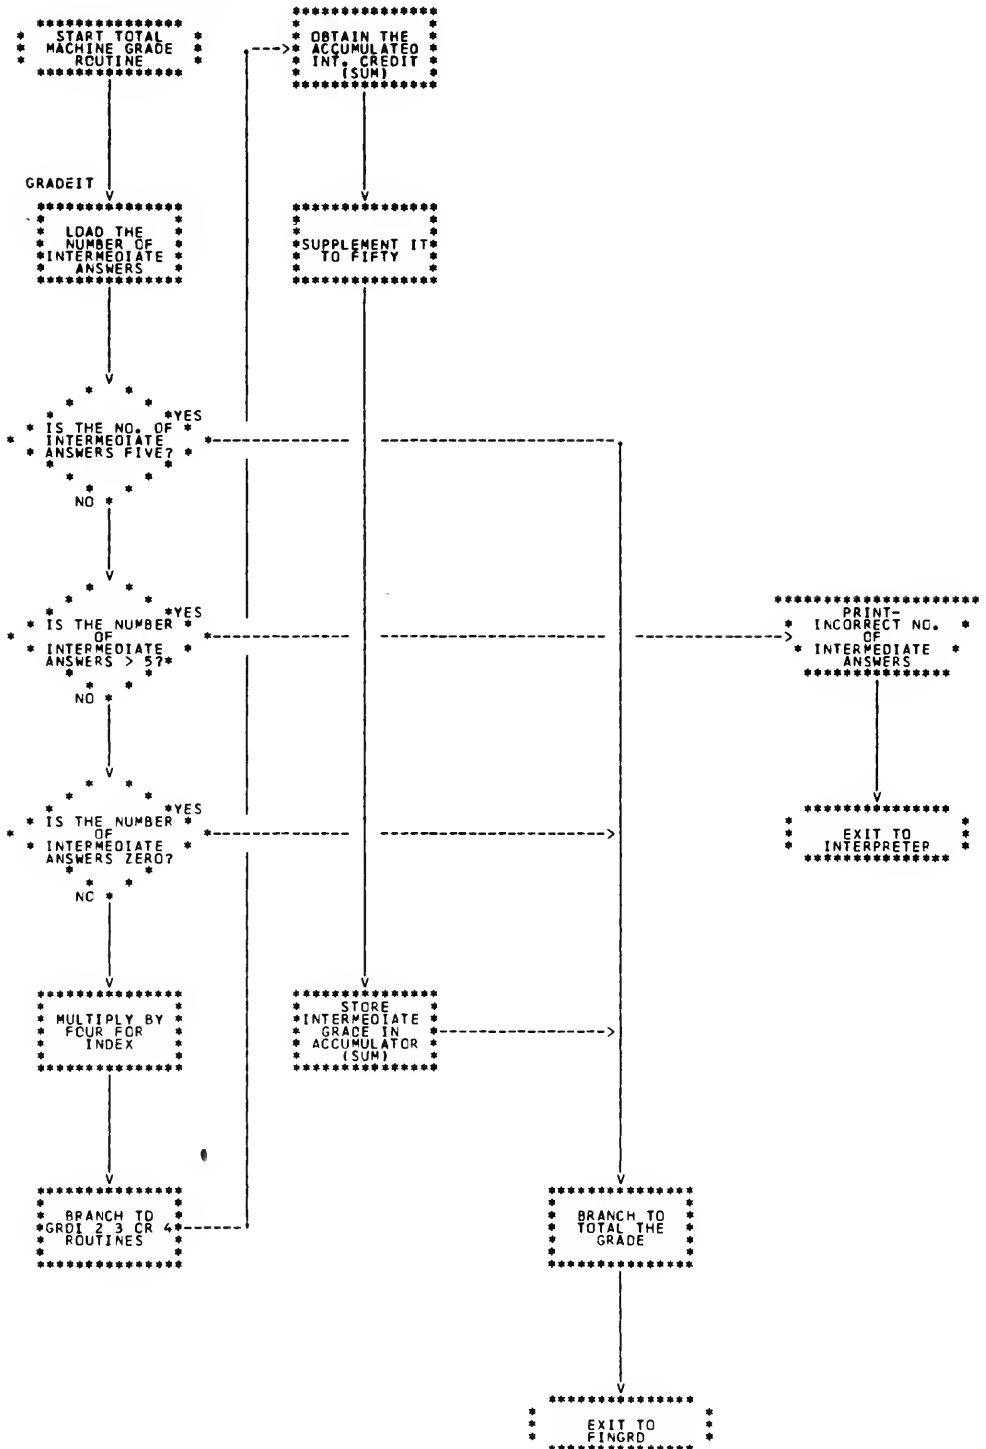 START TOTAL
MACHINE GRADE
ROUTINE
GRADEIT
LOAD THE
NUMBER OF
INTERMEDIATE
ANSWERS
YES
IS THE NO. OF
INTERMEDIATE
ANSWERS FIVE?
NO
YES
IS THE NUMBER
OF
INTERMEDIATE
ANSWERS > 5?
NO
YES
IS THE NUMBER
OF
INTERMEDIATE
ANSWERS ZERO?
NC
MULTIPLY BY
FOUR FOR
INDEX
BRANCH TO
GRDI 2 3 CR 4
ROUTINES
OBTAIN THE
ACCUMULATED
INT. CREDIT
(SUM)
SUPPLEMENT IT
TO FIFTY
STORE
INTERMEDIATE
GRADE IN
ACCUMULATOR
(SUM)
BRANCH TO
TOTAL THE
GRADE
EXIT TO
FINGRD
PRINT-
INCORRECT NO.
OF
INTERMEDIATE
ANSWERS
EXIT TO
INTERPRETER